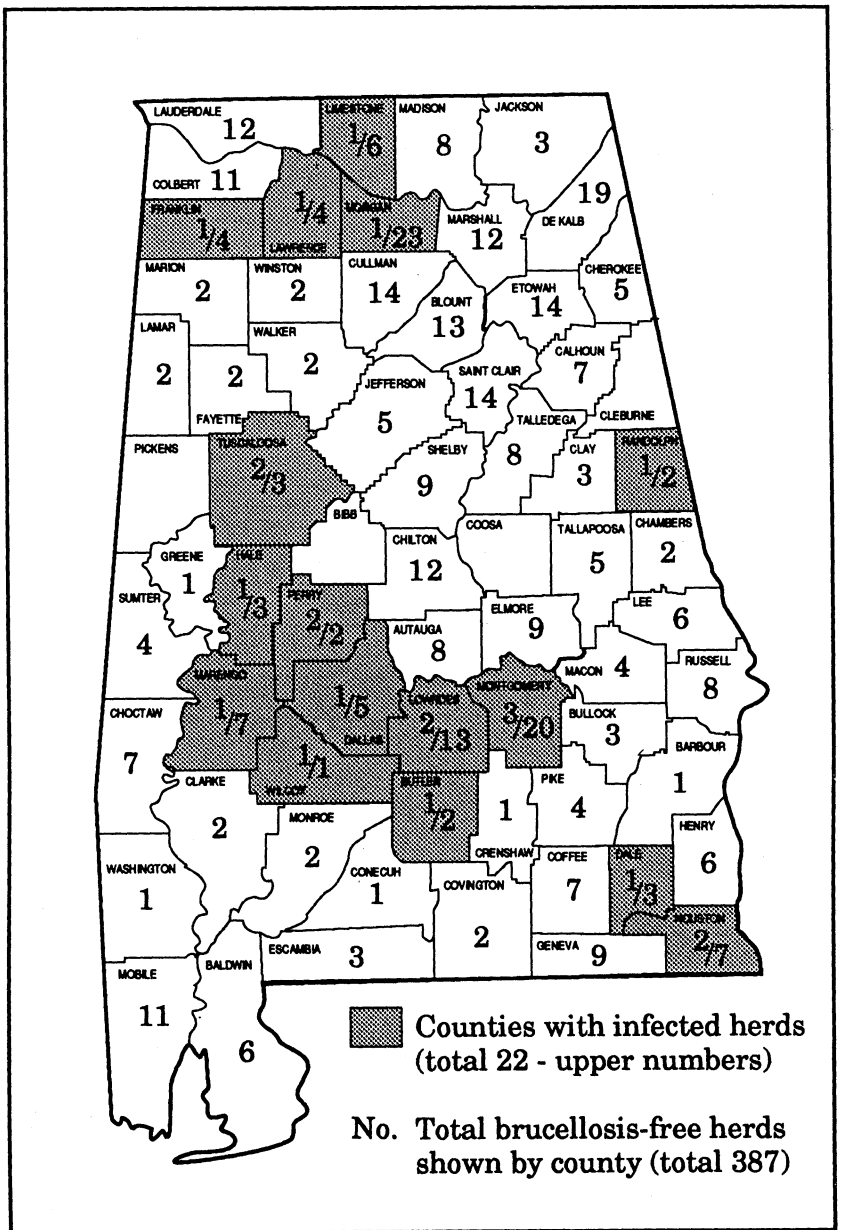 LAUDERDALE
12
LIMESTONE
1/6
MADISON
8
JACKSON
3
COLBERT 11
FRANKLIN
1/4
1/4
LAWRENCE
MORGAN
1/23
MARSHALL
12
19
DE KALB
MARION
2
WINSTON
2
CULLMAN
14
BLOUNT
13
ETOWAH
14
CHEROKEE
5
LAMAR
2
2
FAYETTE
WALKER
2
JEFFERSON
5
SAINT CLAIR
14
CALHOUN
7
CLEBURNE
PICKENS
TUSCALOOSA
2/3
SHELBY
9
TALLEDEGA
8
CLAY
3
RANDOLPH
1/2
BIBB
GREENE
1
HALE
1/3
CHILTON
12
COOSA
TALLAPOOSA
5
CHAMBERS
2
SUMTER
4
PERRY
2/2
AUTAUGA
8
ELMORE
9
LEE
6
MARENGO
1/7
1/5
DALLAS
LOWNDES
2/13
MONTGOMERY
3/20
MACON 4
RUSSELL
8
CHOCTAW
7
1/1
WILCOX
BULLOCK
3
BARBOUR
1
CLARKE
2
BUTLER
1/2
1
CRENSHAW
PIKE
4
MONROE
2
HENRY
6
WASHINGTON
1
CONECUH
1
COVINGTON
2
COFFEE
7
DALE
1/3
HOUSTON
2/7
ESCAMBIA 3
GENEVA 9
MOBILE
11
BALDWIN
6
Counties with infected herds
(total 22 - upper numbers)
No. Total brucellosis-free herds
shown by county (total 387)